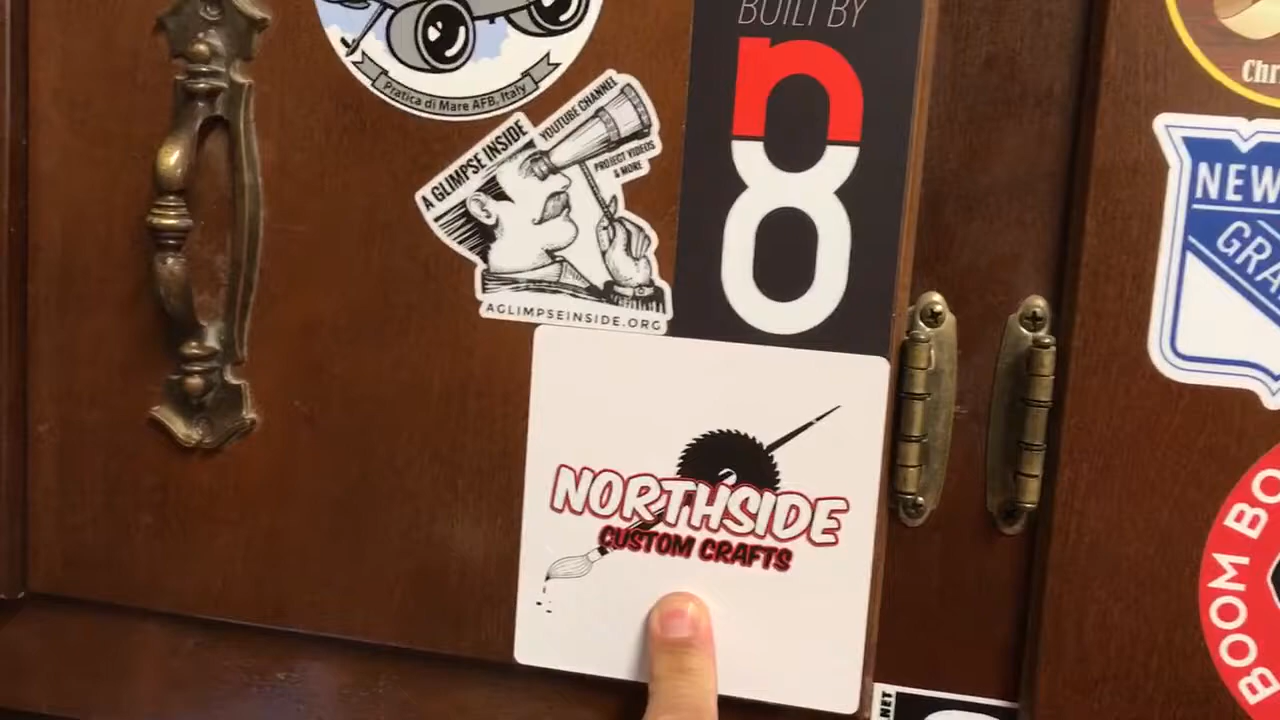 Pratica di Mare AFB, Italy
A GLIMPSE INSIDE
YOUTUBE CHANNEL
PROJECT VIDEOS
& MORE
AGLIMPSEINSIDE.ORG
BUILT BY
n8
NORTHSIDE
CUSTOM CRAFTS
Chr
NEW
GRA
BOOM BO
.NET